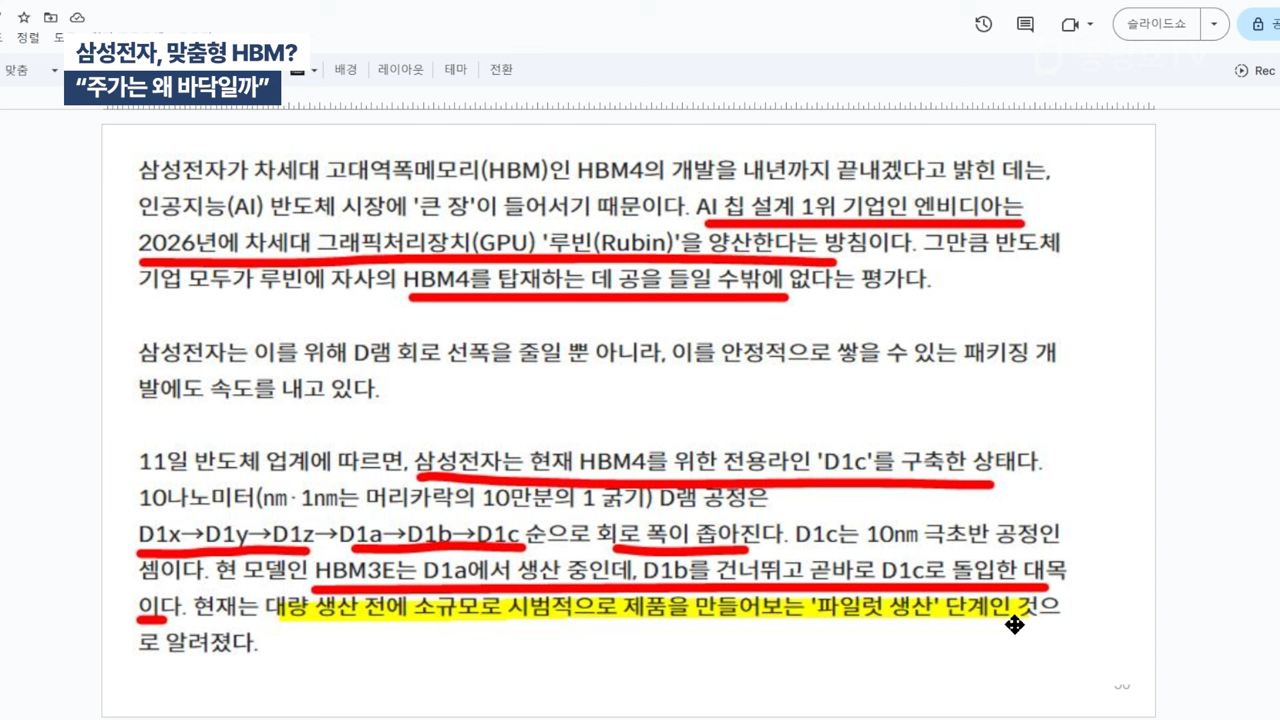 정렬
삼성전자, 맞춤형 HBM?
“주가는 왜 바닥일까”
슬라이드쇼
맞춤
배경
레이아웃
테마
전환
Rec
삼성전자가 차세대 고대역폭메모리(HBM)인 HBM4의 개발을 내년까지 끝내겠다고 밝힌 데는,
인공지능(AI) 반도체 시장에 '큰 장'이 들어서기 때문이다. AI 칩 설계 1위 기업인 엔비디아는
2026년에 차세대 그래픽처리장치(GPU) '루빈(Rubin)'을 양산한다는 방침이다. 그만큼 반도체
기업 모두가 루빈에 자사의 HBM4를 탑재하는 데 공을 들일 수밖에 없다는 평가다.
삼성전자는 이를 위해 D램 회로 선폭을 줄일 뿐 아니라, 이를 안정적으로 쌓을 수 있는 패키징 개
발에도 속도를 내고 있다.
11일 반도체 업계에 따르면, 삼성전자는 현재 HBM4를 위한 전용라인 'D1c'를 구축한 상태다.
10나노미터(㎚·1㎚는 머리카락의 10만분의 1 굵기) D램 공정은
D1x→D1y→D1z→D1a→D1b→D1c 순으로 회로 폭이 좁아진다. D1c는 10㎚ 극초반 공정인
셈이다. 현 모델인 HBM3E는 D1a에서 생산 중인데, D1b를 건너뛰고 곧바로 D1c로 돌입한 대목
이다. 현재는 대량 생산 전에 소규모로 시범적으로 제품을 만들어보는 '파일럿 생산' 단계인 것으
로 알려졌다.